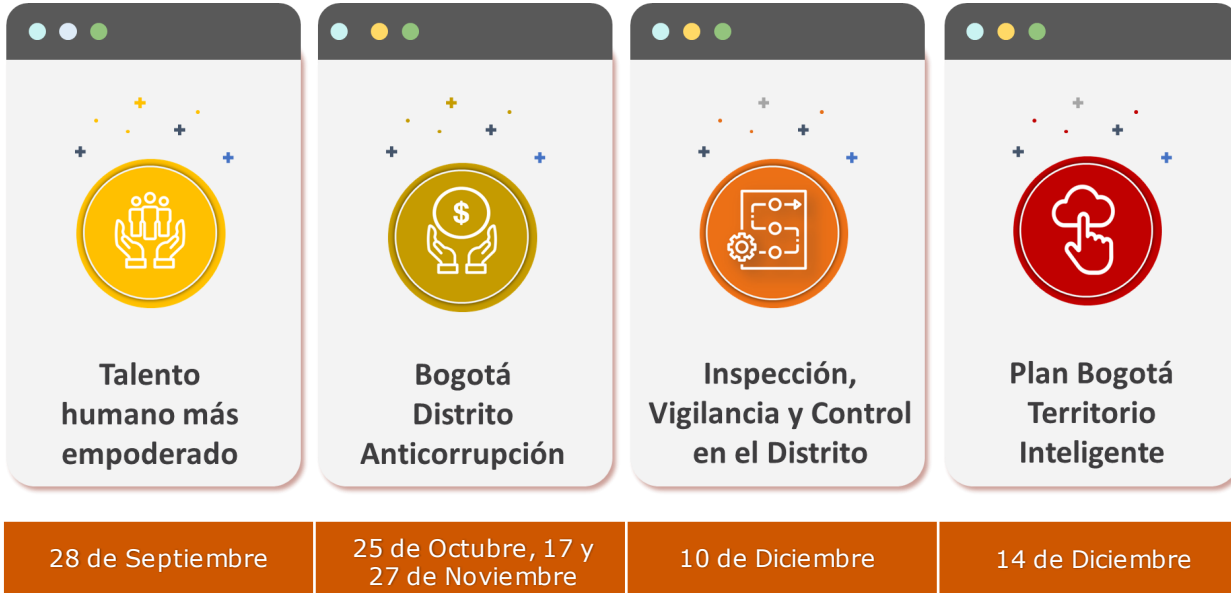 Talento
humano más
empoderado
Bogotá
Distrito
Anticorrupción
Inspección,
Vigilancia y Control
en el Distrito
Plan Bogotá
Territorio
Inteligente
28 de Septiembre
25 de Octubre, 17 y
27 de Noviembre
10 de Diciembre
14 de Diciembre